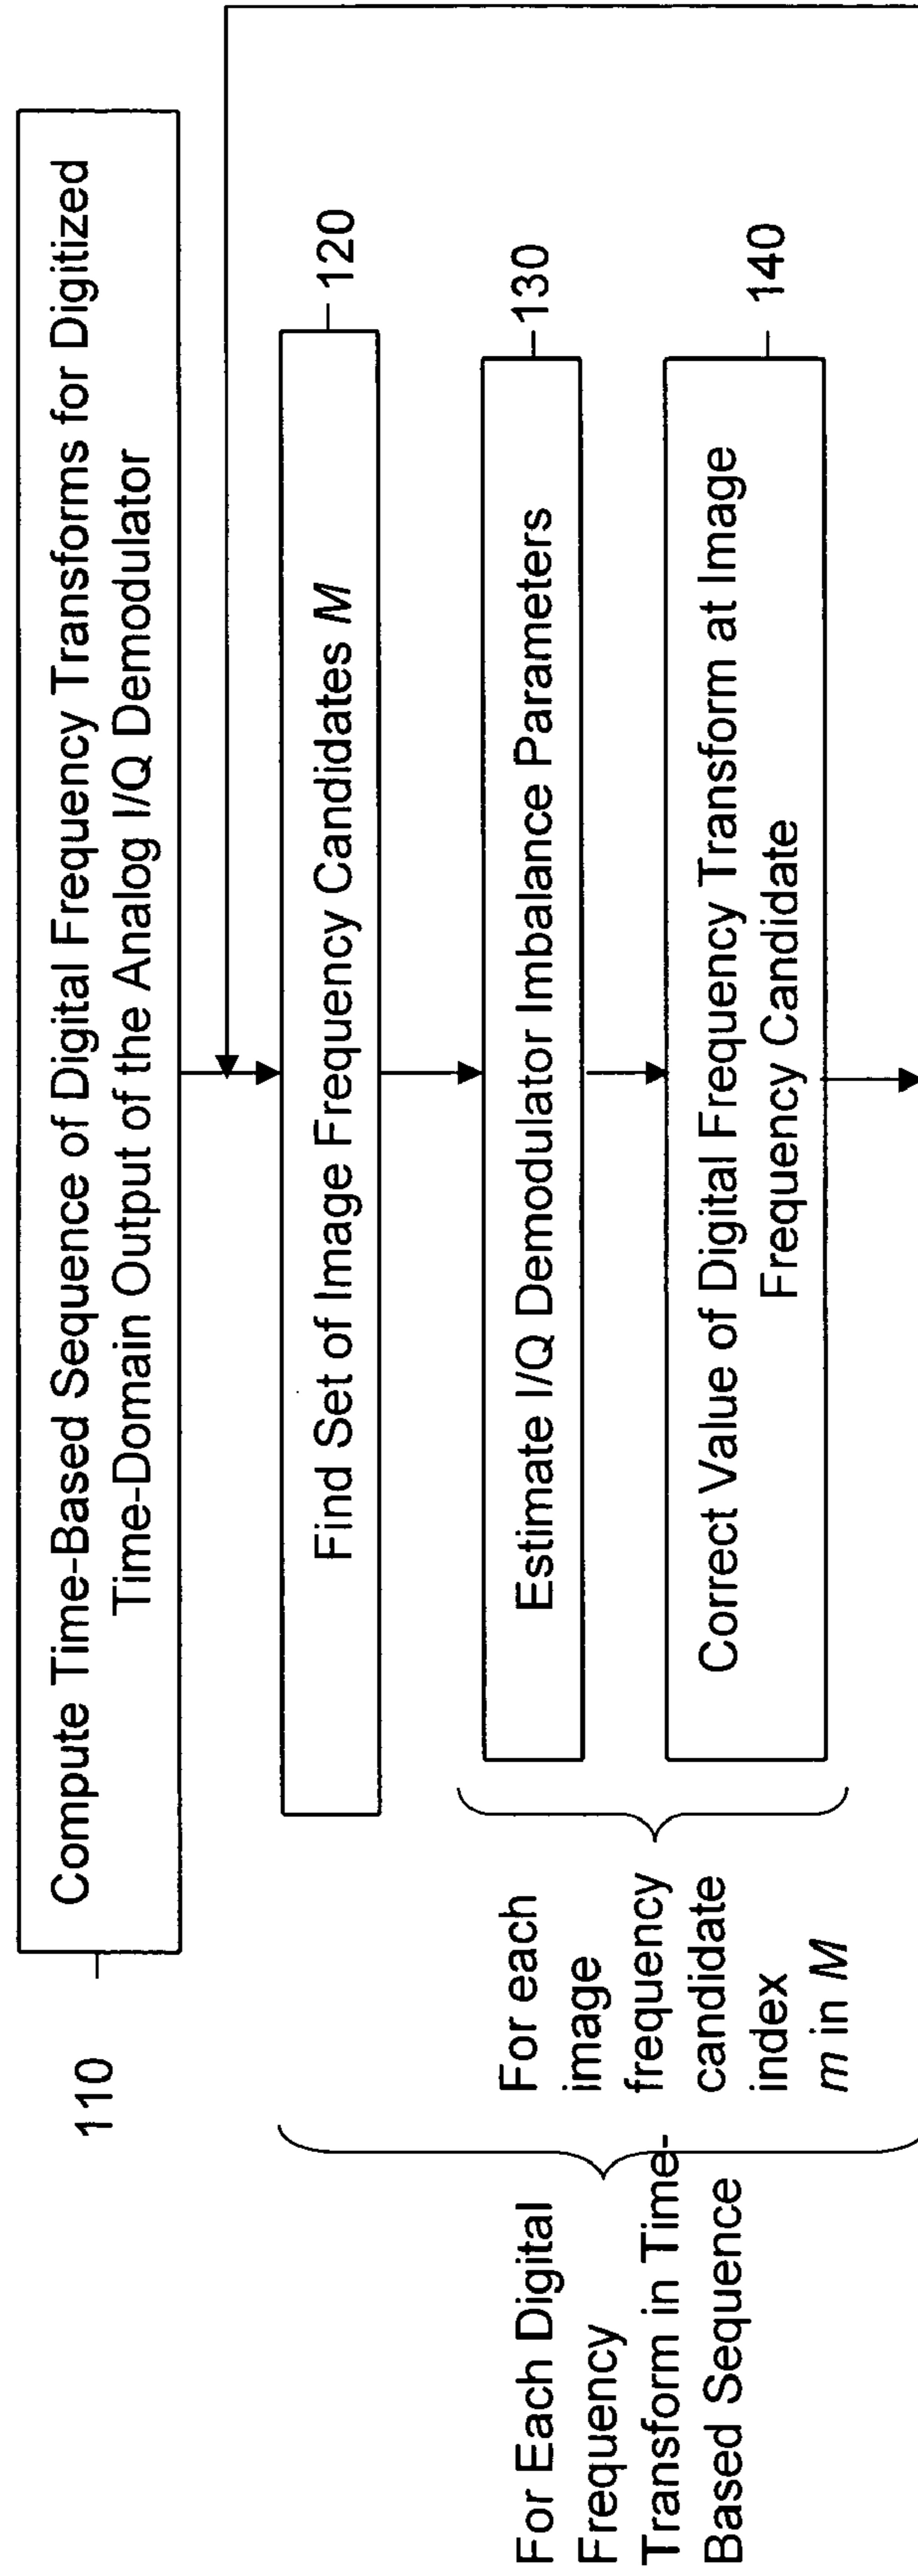 110
Compute Time-Based Sequence of Digital Frequency Transforms for Digitized
Time-Domain Output of the Analog I/Q Demodulator
Find Set of Image Frequency Candidates M
120
For Each Digital
Frequency
Transform in Time-
Based Sequence
For each
image
frequency
candidate
index
m in M
Estimate I/Q Demodulator Imbalance Parameters
130
Correct Value of Digital Frequency Transform at Image
Frequency Candidate
140